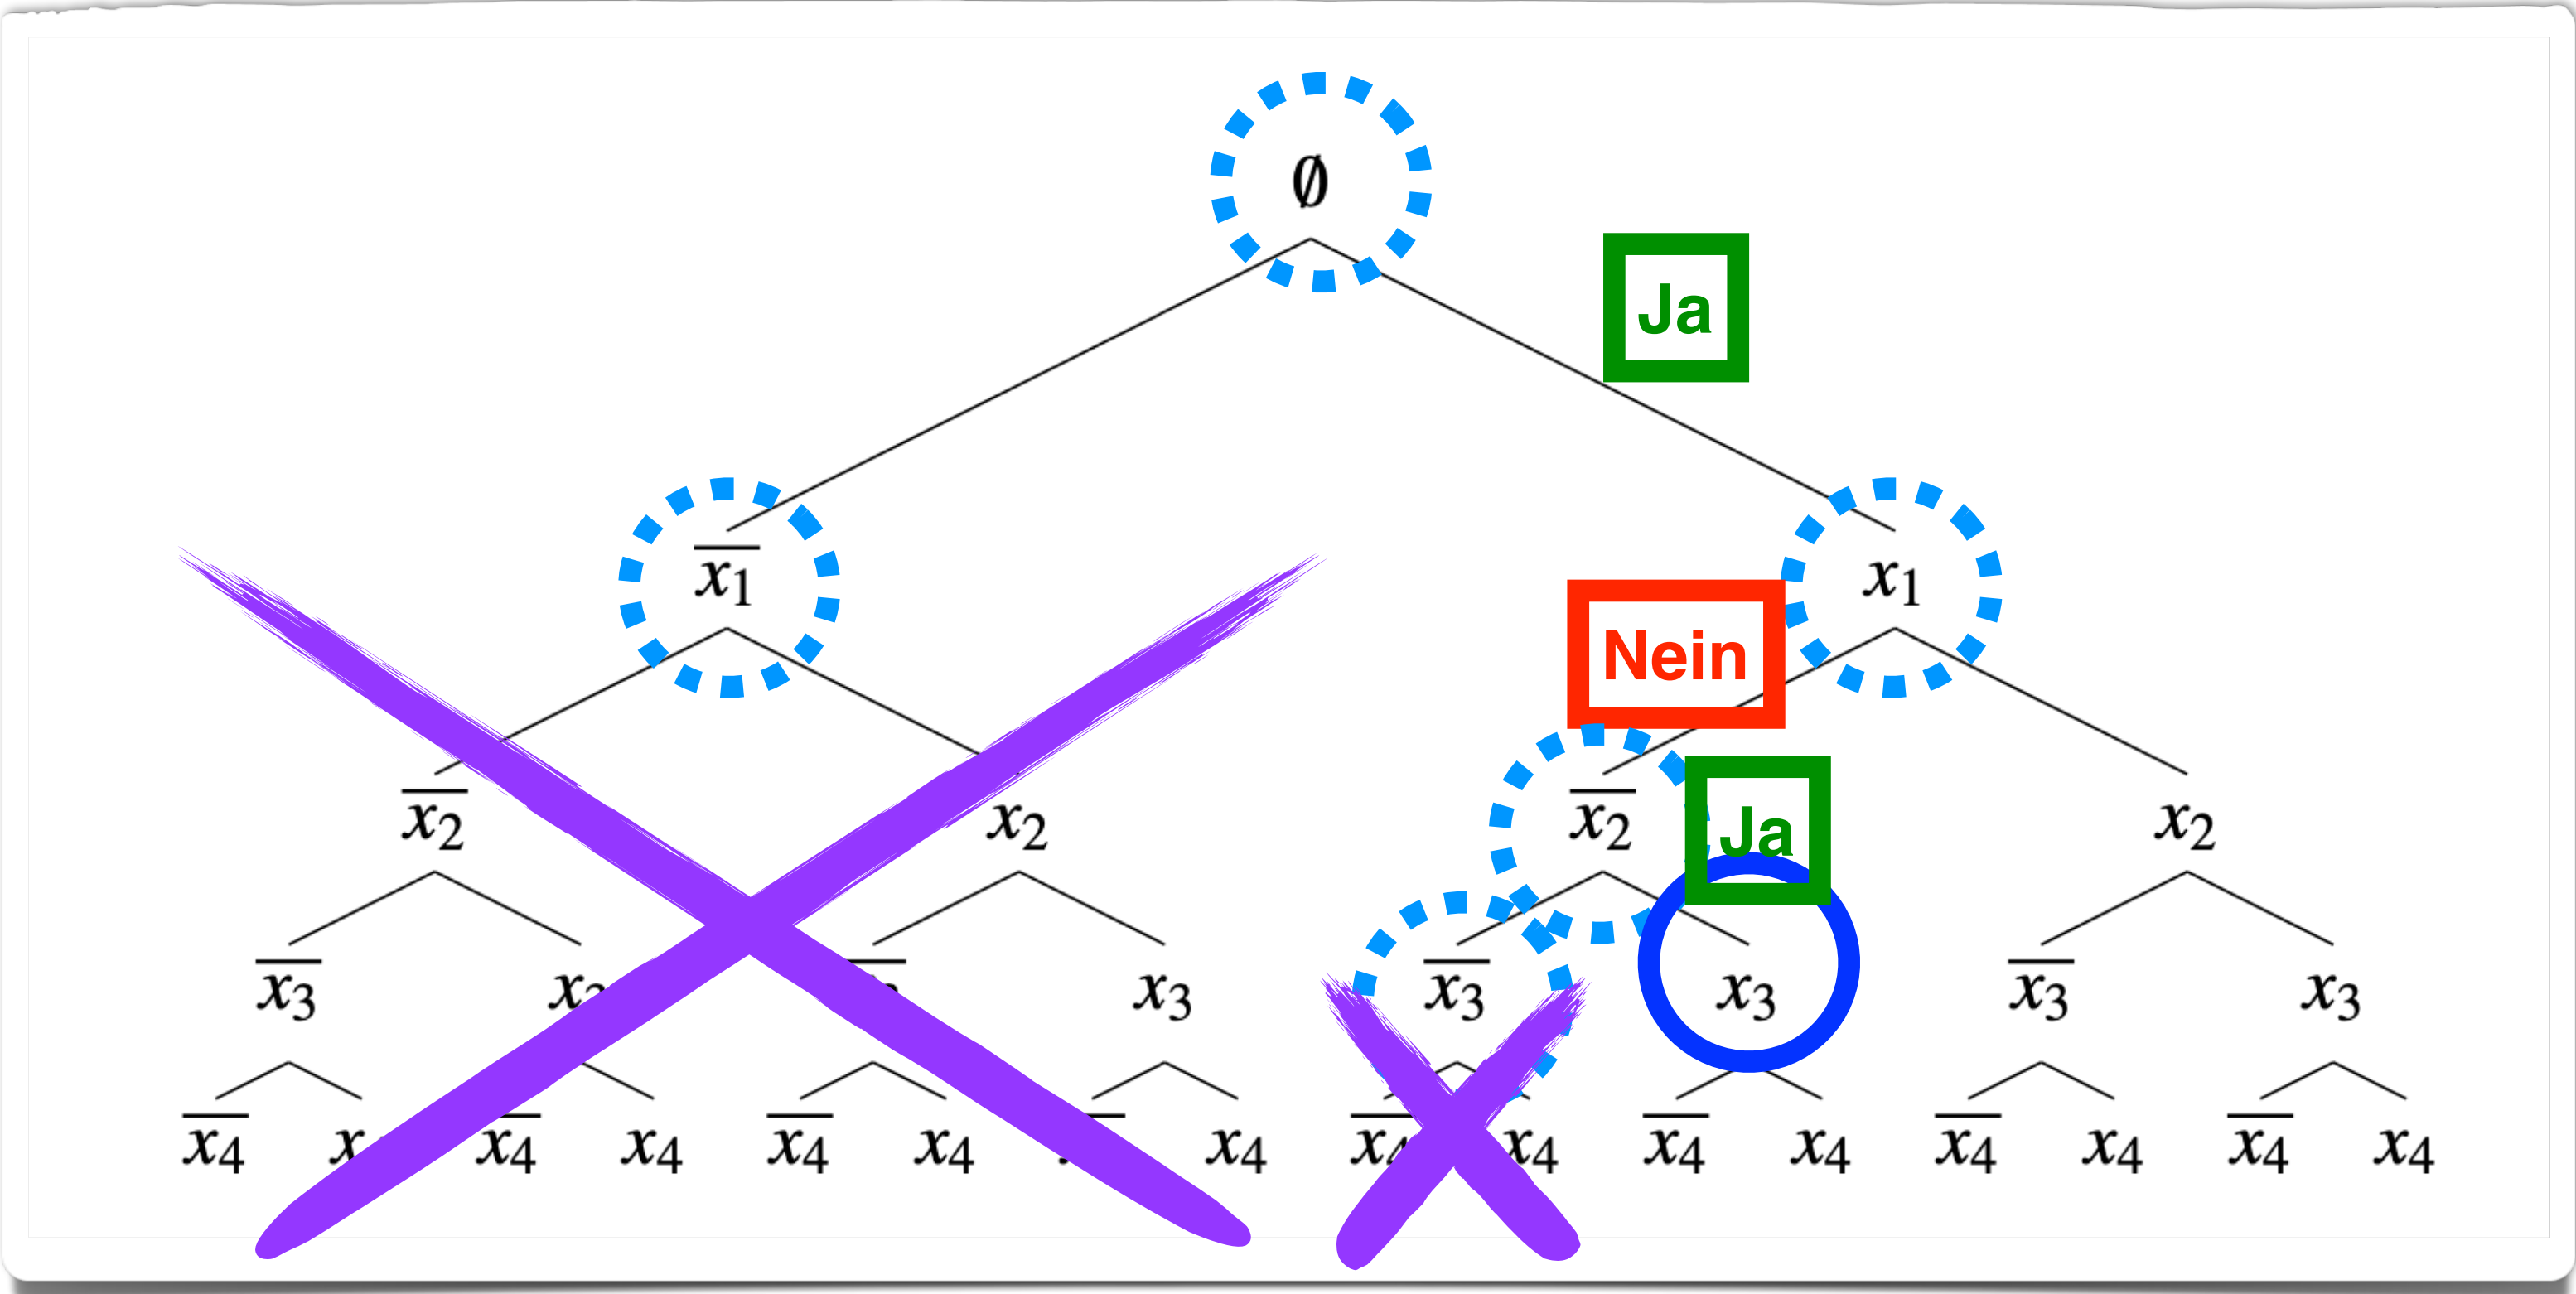 ∅
Ja
x̅₁ x₁
Nein
x̅₂ x₂ x̅₂ Ja x₂
x̅₃ x₃ x̅₃ x₃ x̅₃ x₃
x̅₄ x̅₄ x₄ x̅₄ x₄ x₄ x̅₄ x₄ x̅₄ x₄ x̅₄ x₄ x̅₄ x₄